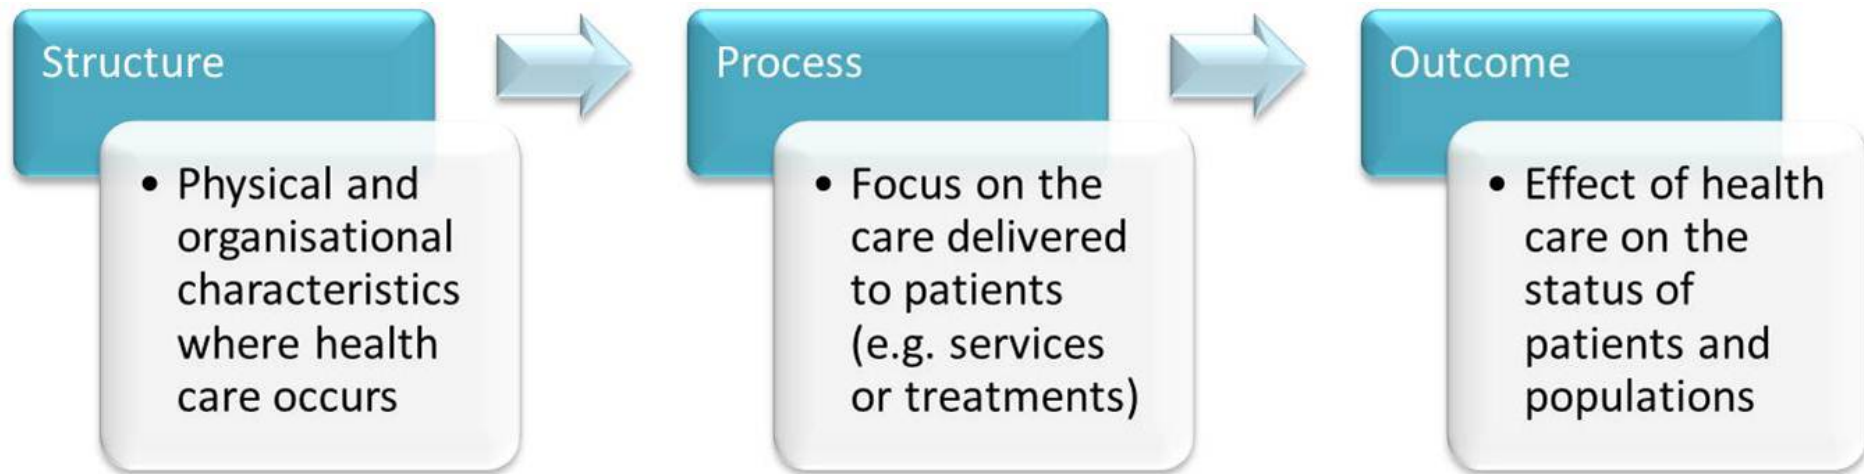 Structure
• Physical and
organisational
characteristics
where health
care occurs
Process
• Focus on the
care delivered
to patients
(e.g. services
or treatments)
Outcome
• Effect of health
care on the
status of
patients and
populations